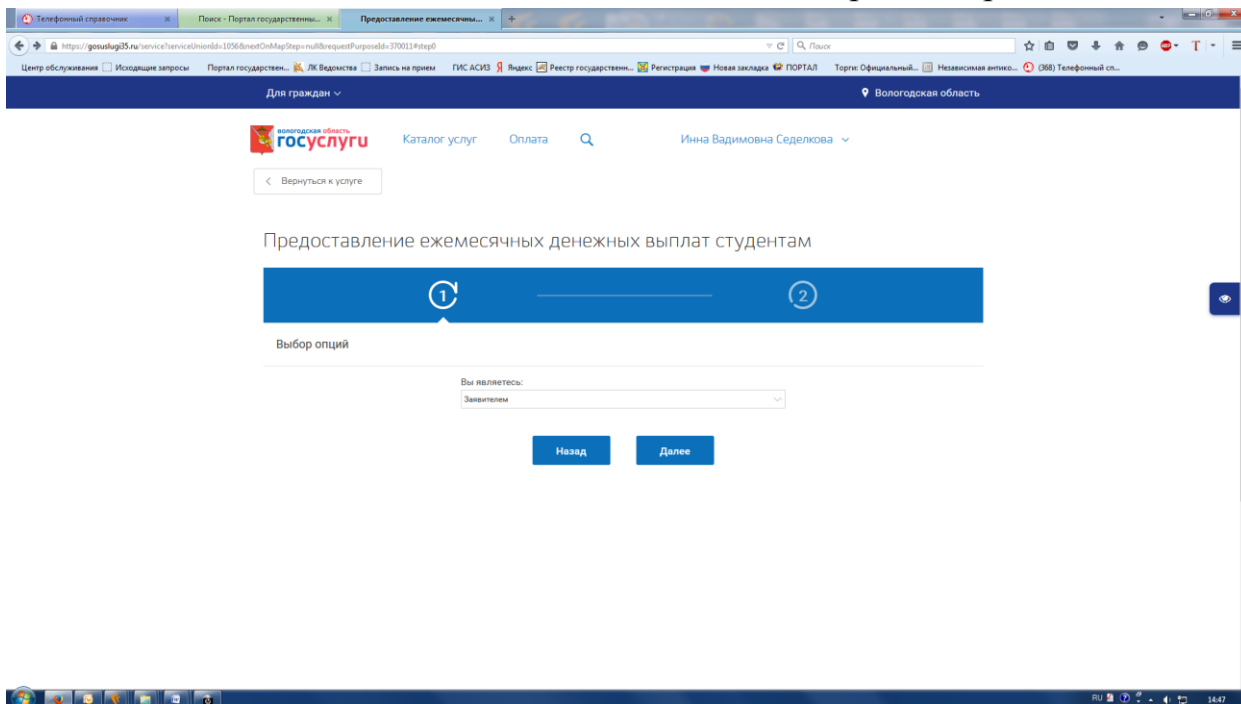 Телефонный справочник
Поиск - Портал государственны...
Предоставление ежемесячны...
https://gosuslugi35.ru/service?serviceUnionId=1056&nextOnMapStep=null&requestPurposeId=370011#step0
Поиск
Центр обслуживания Исходящие запросы Портал государствен... ЛК Ведомства Запись на прием ГИС АСИЗ Яндекс Реестр государственн... Регистрация Новая закладка ПОРТАЛ Торги: Официальный... Независимая антико... (368) Телефонный сп...
Для граждан
Вологодская область
вологодская область
госуслуги
Каталог услуг
Оплата
Инна Вадимовна Седелкова
Вернуться к услуге
Предоставление ежемесячных денежных выплат студентам
1
2
Выбор опций
Вы являетесь:
Заявителем
Назад
Далее
RU
14:47